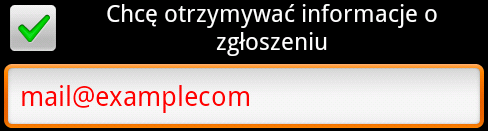 Chcę otrzymywać informacje o
zgłoszeniu
mail@examplecom